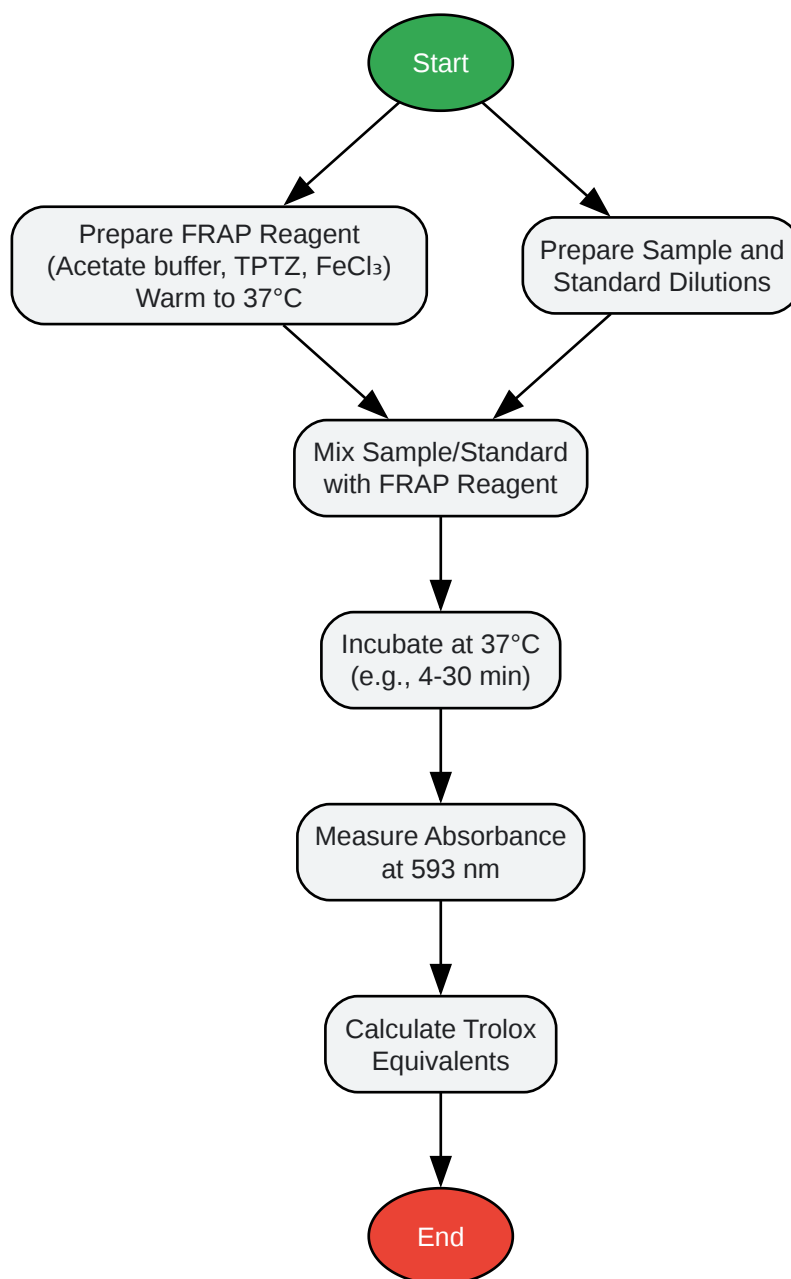 Start
Prepare FRAP Reagent
(Acetate buffer, TPTZ, FeCl₃)
Warm to 37°C
Prepare Sample and
Standard Dilutions
Mix Sample/Standard
with FRAP Reagent
Incubate at 37°C
(e.g., 4-30 min)
Measure Absorbance
at 593 nm
Calculate Trolox
Equivalents
End